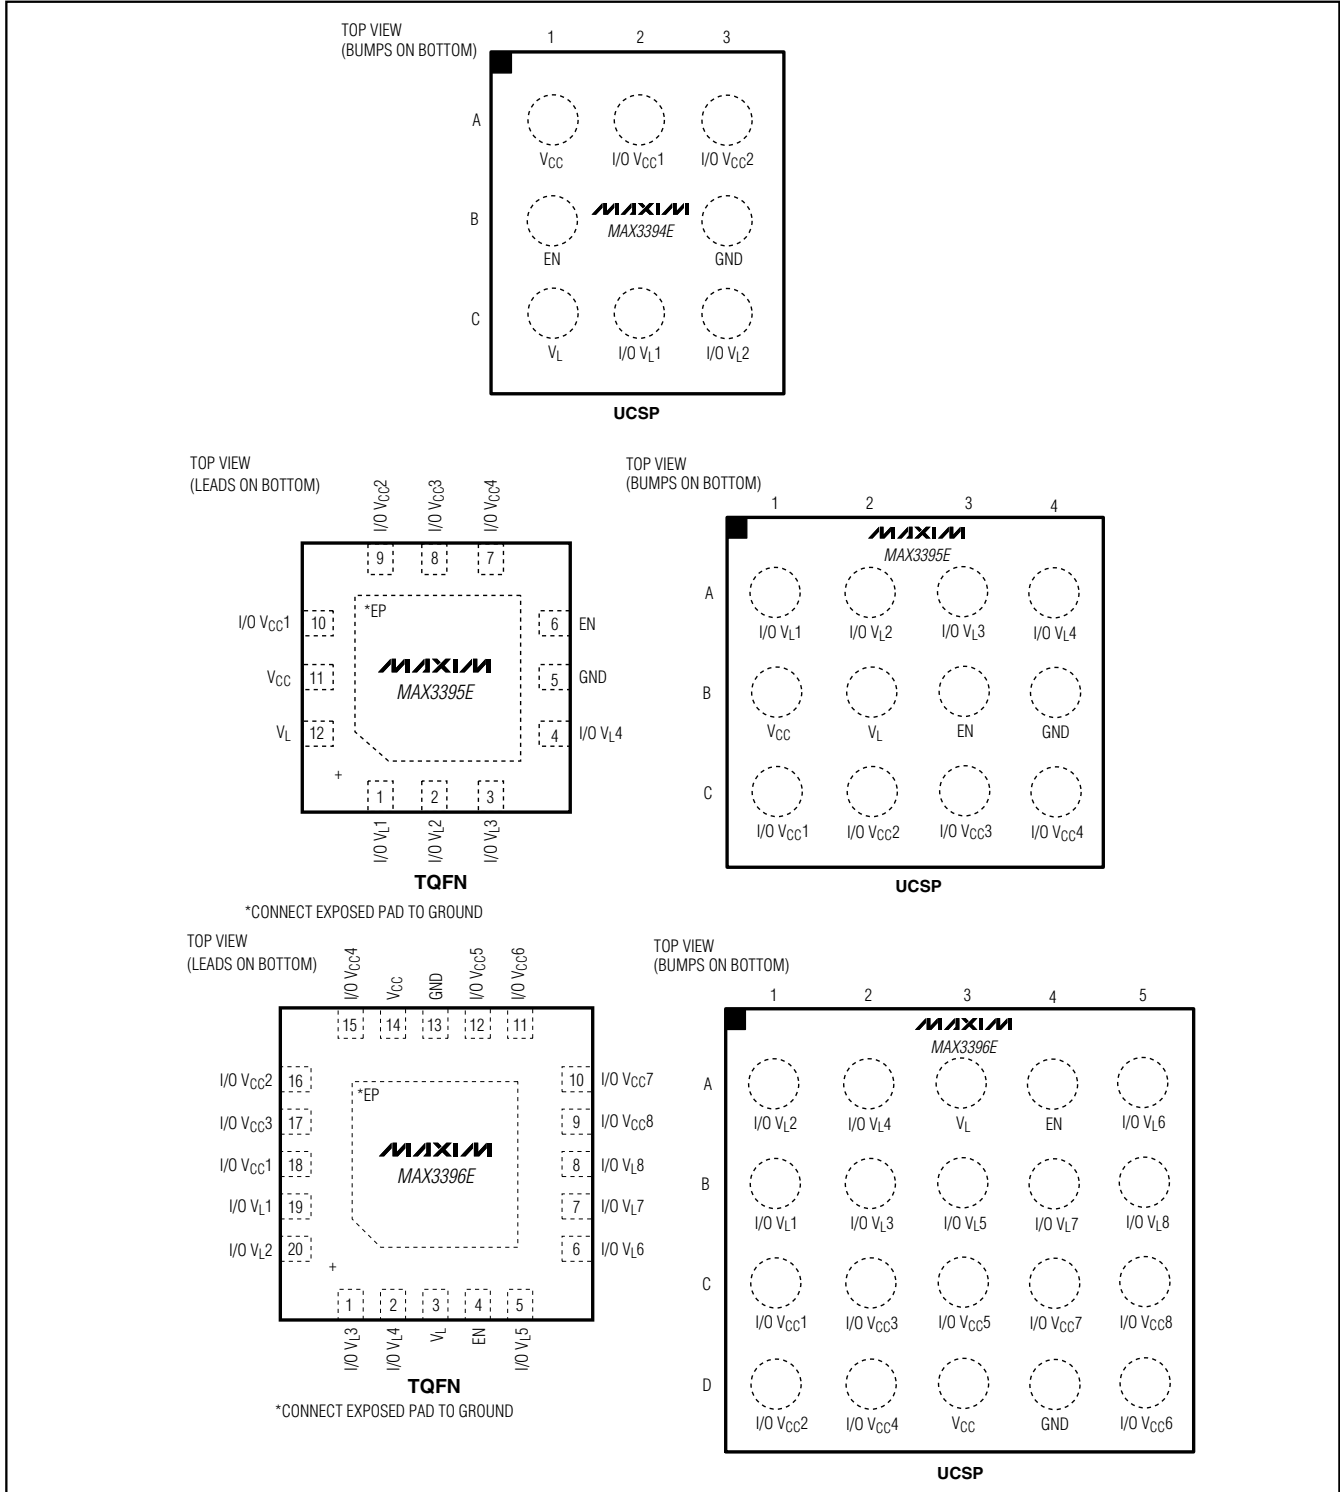 TOP VIEW
(BUMPS ON BOTTOM)
1 2 3
A
VCC I/O VCC1 I/O VCC2
B
MAXIM
MAX3394E
EN GND
C
VL I/O VL1 I/O VL2
UCSP
TOP VIEW
(LEADS ON BOTTOM)
I/O VCC2 I/O VCC3 I/O VCC4
9 8 7
*EP
I/O VCC1 10 6 EN
MAXIM
VCC 11 5 GND
MAX3395E
VL 12 4 I/O VL4
+
1 2 3
I/O VL1 I/O VL2 I/O VL3
TQFN
*CONNECT EXPOSED PAD TO GROUND
TOP VIEW
(BUMPS ON BOTTOM)
1 2 3 4
MAXIM
MAX3395E
A
I/O VL1 I/O VL2 I/O VL3 I/O VL4
B
VCC VL EN GND
C
I/O VCC1 I/O VCC2 I/O VCC3 I/O VCC4
UCSP
TOP VIEW
(LEADS ON BOTTOM)
I/O VCC4 VCC GND I/O VCC5 I/O VCC6
15 14 13 12 11
I/O VCC2 16 10 I/O VCC7
*EP
I/O VCC3 17 9 I/O VCC8
MAXIM
I/O VCC1 18 8 I/O VL8
MAX3396E
I/O VL1 19 7 I/O VL7
I/O VL2 20 6 I/O VL6
+
1 2 3 4 5
I/O VL3 I/O VL4 VL EN I/O VL5
TQFN
*CONNECT EXPOSED PAD TO GROUND
TOP VIEW
(BUMPS ON BOTTOM)
1 2 3 4 5
MAXIM
MAX3396E
A
I/O VL2 I/O VL4 VL EN I/O VL6
B
I/O VL1 I/O VL3 I/O VL5 I/O VL7 I/O VL8
C
I/O VCC1 I/O VCC3 I/O VCC5 I/O VCC7 I/O VCC8
D
I/O VCC2 I/O VCC4 VCC GND I/O VCC6
UCSP